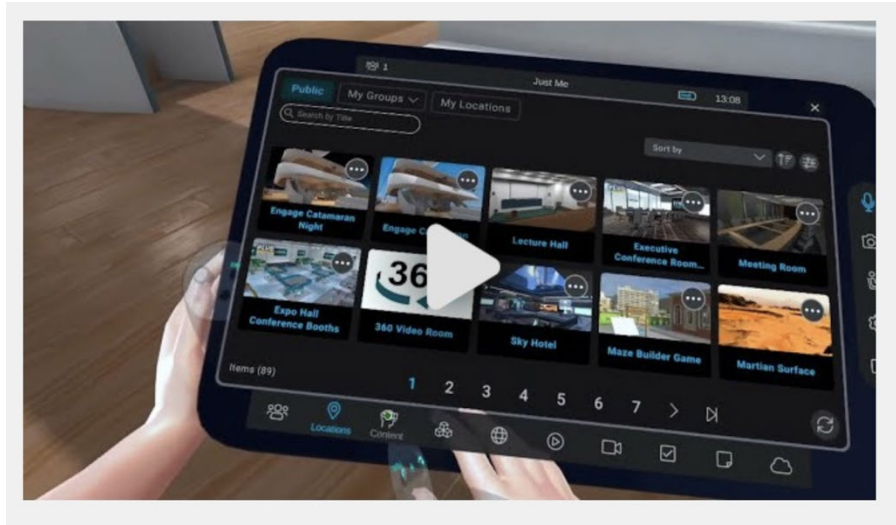 1
Just Me
13:08
Public
My Groups
My Locations
Search by Title
Sort by
Engage Catamaran
Night
Engage
Lecture Hall
Executive
Conference Room...
Meeting Room
PLUS
Expo Hall
Conference Booths
36
360 Video Room
Sky Hotel
Maze Builder Game
Martian Surface
Items (89)
1 2 3 4 5 6 7
Locations
Content